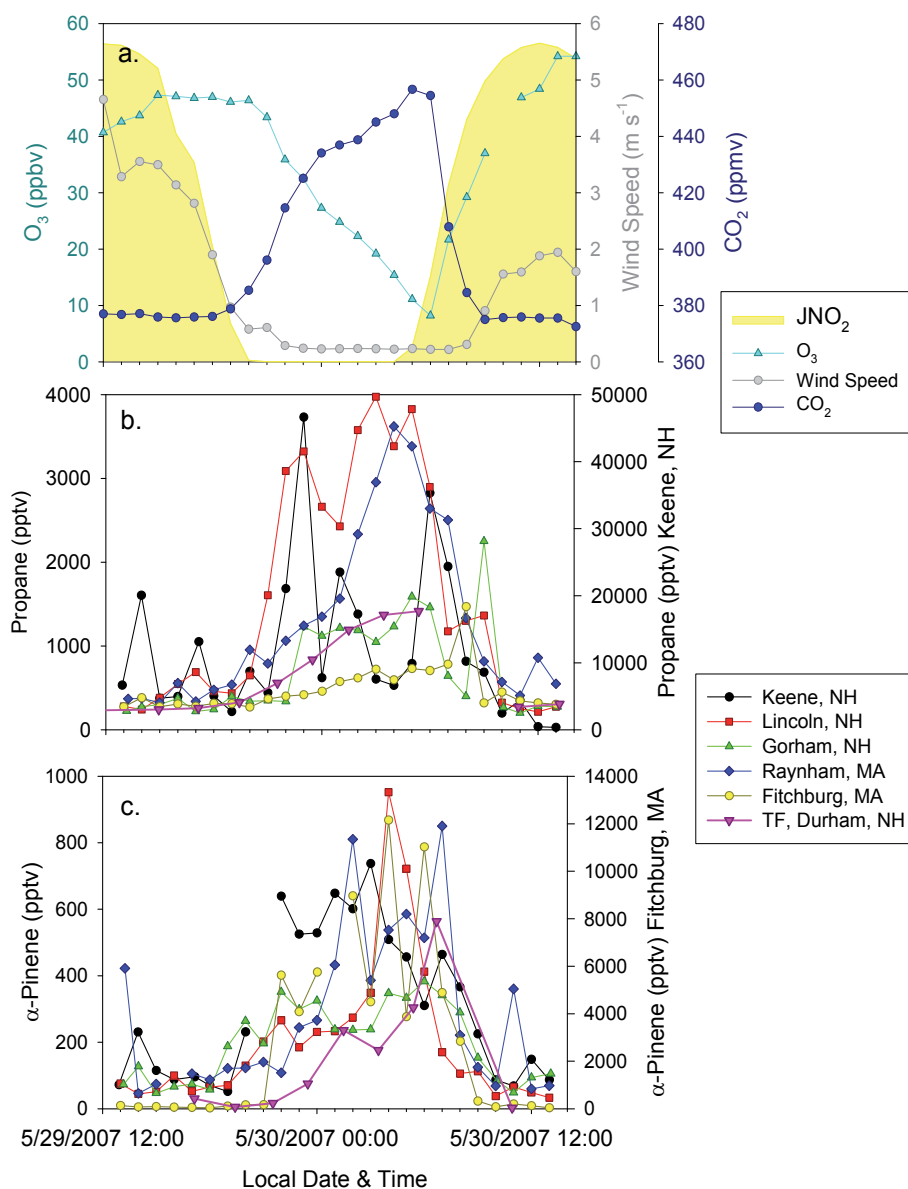 a.
60
50
40
30
20
10
0
O3 (ppbv)
6
5
4
3
2
1
0
Wind Speed (m s-1)
480
460
440
420
400
380
360
CO2 (ppmv)
JNO2
O3
Wind Speed
CO2
b.
4000
3000
2000
1000
0
Propane (pptv)
50000
40000
30000
20000
10000
0
Propane (pptv) Keene, NH
Keene, NH
Lincoln, NH
Gorham, NH
Raynham, MA
Fitchburg, MA
TF, Durham, NH
c.
1000
800
600
400
200
0
α-Pinene (pptv)
14000
12000
10000
8000
6000
4000
2000
0
α-Pinene (pptv) Fitchburg, MA
5/29/2007 12:00
5/30/2007 00:00
5/30/2007 12:00
Local Date & Time